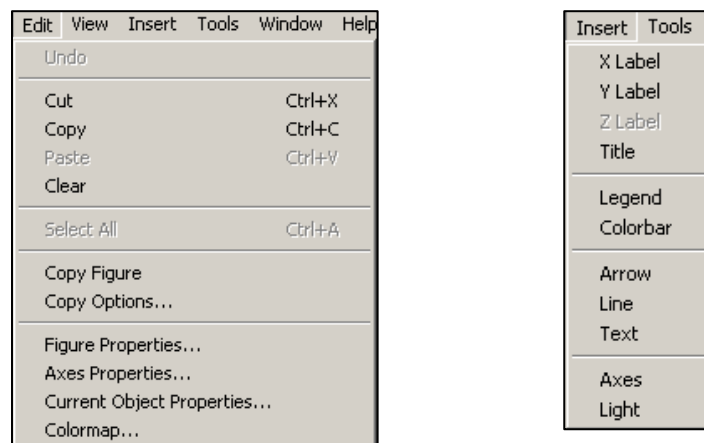 Edit View Insert Tools Window Help
Undo
Cut Ctrl+X
Copy Ctrl+C
Paste Ctrl+V
Clear
Select All Ctrl+A
Copy Figure
Copy Options...
Figure Properties...
Axes Properties...
Current Object Properties...
Colormap...
Insert Tools
X Label
Y Label
Z Label
Title
Legend
Colorbar
Arrow
Line
Text
Axes
Light